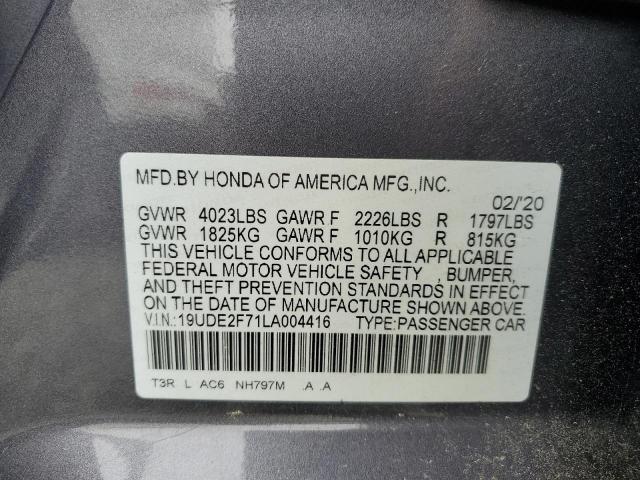 MFD.BY HONDA OF AMERICA MFG.,INC.
02/'20
GVWR 4023LBS GAWR F 2226LBS R 1797LBS
GVWR 1825KG GAWR F 1010KG R 815KG
THIS VEHICLE CONFORMS TO ALL APPLICABLE
FEDERAL MOTOR VEHICLE SAFETY , BUMPER,
AND THEFT PREVENTION STANDARDS IN EFFECT
ON THE DATE OF MANUFACTURE SHOWN ABOVE.
V.I.N.:19UDE2F71LA004416 TYPE:PASSENGER CAR
T3R L AC6 NH797M .A .A